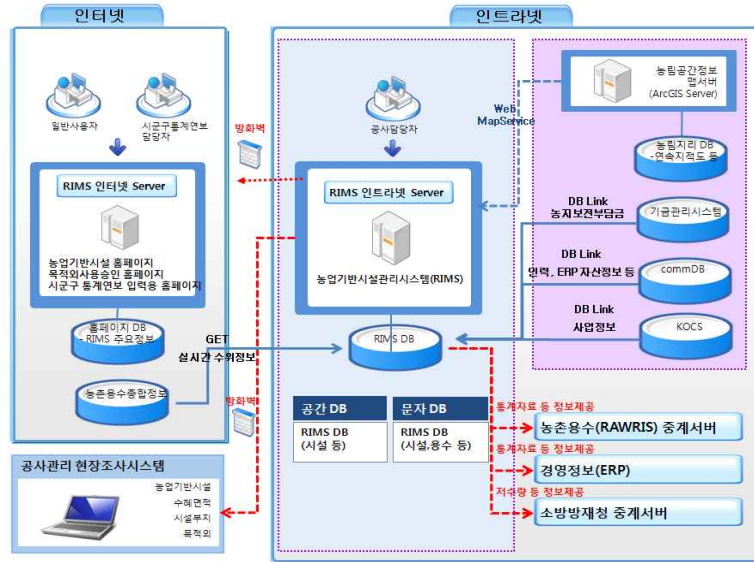 인터넷
인트라넷
일반사용자
시군구통계연보
담당자
방화벽
RIMS 인터넷 Server
농업기반시설 홈페이지
목적외사용승인 홈페이지
시군구 통계연보 입력용 홈페이지
홈페이지 DB
- RIMS 주요정보
농촌용수종합정보
GET
실시간 수위정보
방화벽
공사관리 현장조사시스템
농업기반시설
수혜면적
시설부지
목적외
공사담당자
RIMS 인트라넷 Server
농업기반시설관리시스템(RIMS)
RIMS DB
공간 DB
RIMS DB
(시설 등)
문자 DB
RIMS DB
(시설,용수 등)
Web
MapService
농림공간정보
맵서버
(ArcGIS Server)
농림지리 DB
-연속지적도 등
DB Link
농지보전부담금
기금관리시스템
DB Link
인력, ERP 자산정보 등
commDB
DB Link
사업정보
KOCS
통계자료 등 정보제공
농촌용수(RAWRIS) 중계서버
통계자료 등 정보제공
경영정보(ERP)
저수량 등 정보제공
소방방재청 중계서버